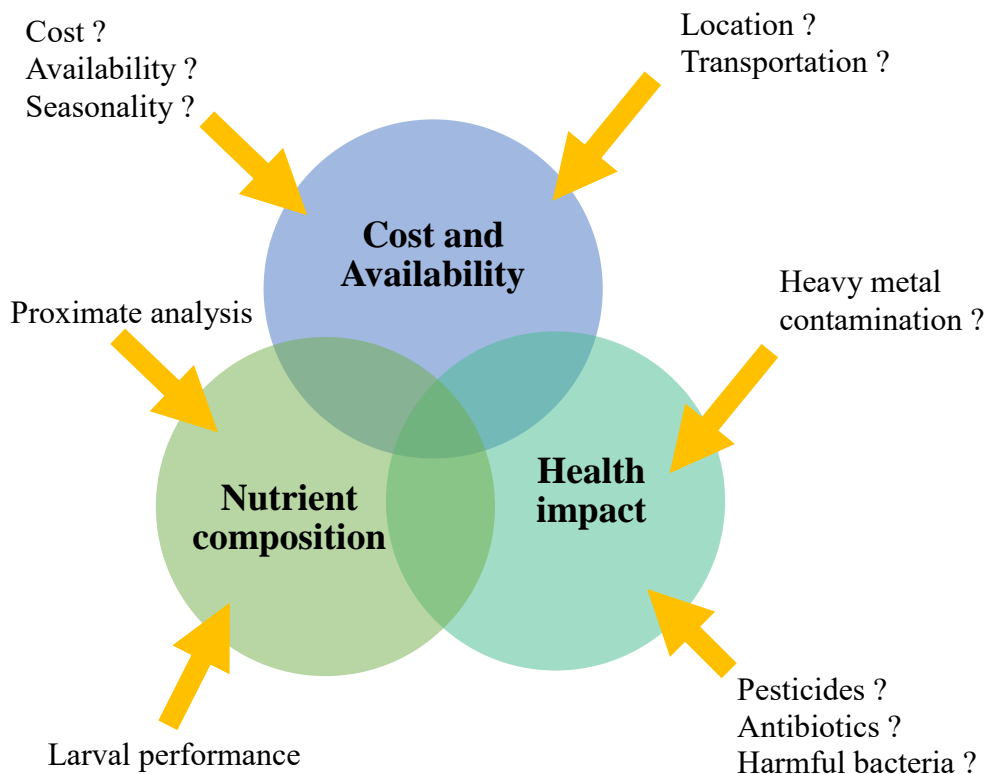 Cost ?
Availability ?
Seasonality ?
Location ?
Transportation ?
Cost and
Availability
Proximate analysis
Heavy metal
contamination ?
Nutrient
composition
Health
impact
Larval performance
Pesticides ?
Antibiotics ?
Harmful bacteria ?